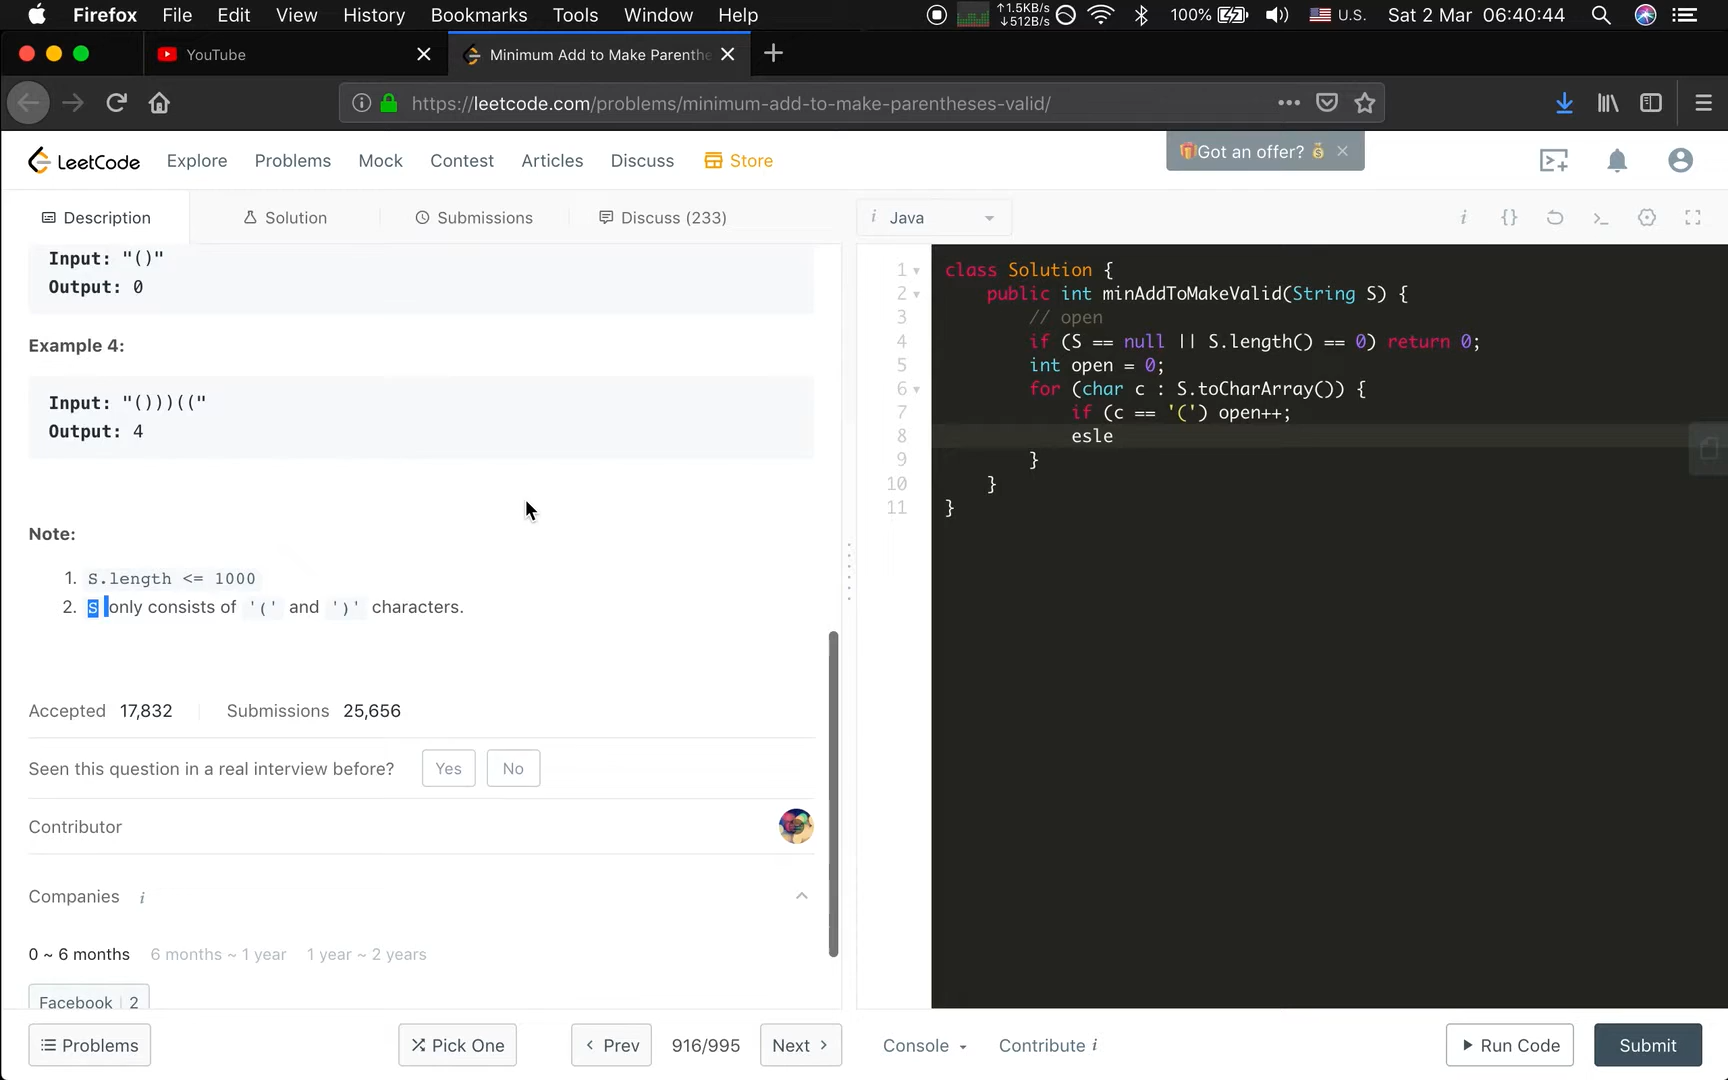 Firefox File Edit View History Bookmarks Tools Window Help
↑1.5KB/s
↓512B/s
100%
U.S.
Sat 2 Mar 06:40:44
YouTube
Minimum Add to Make Parenthe
https://leetcode.com/problems/minimum-add-to-make-parentheses-valid/
LeetCode Explore Problems Mock Contest Articles Discuss Store
Got an offer?
Description Solution Submissions Discuss (233)
i Java
Input: "()"
Output: 0
Example 4:
Input: "()))(("
Output: 4
Note:
1. S.length <= 1000
2. S only consists of '(' and ')' characters.
Accepted 17,832 Submissions 25,656
Seen this question in a real interview before? Yes No
Contributor
Companies i
0 ~ 6 months 6 months ~ 1 year 1 year ~ 2 years
Facebook | 2
1 class Solution {
2 public int minAddToMakeValid(String S) {
3 // open
4 if (S == null || S.length() == 0) return 0;
5 int open = 0;
6 for (char c : S.toCharArray()) {
7 if (c == '(') open++;
8 esle
9 }
10 }
11 }
Problems Pick One < Prev 916/995 Next > Console Contribute i Run Code Submit